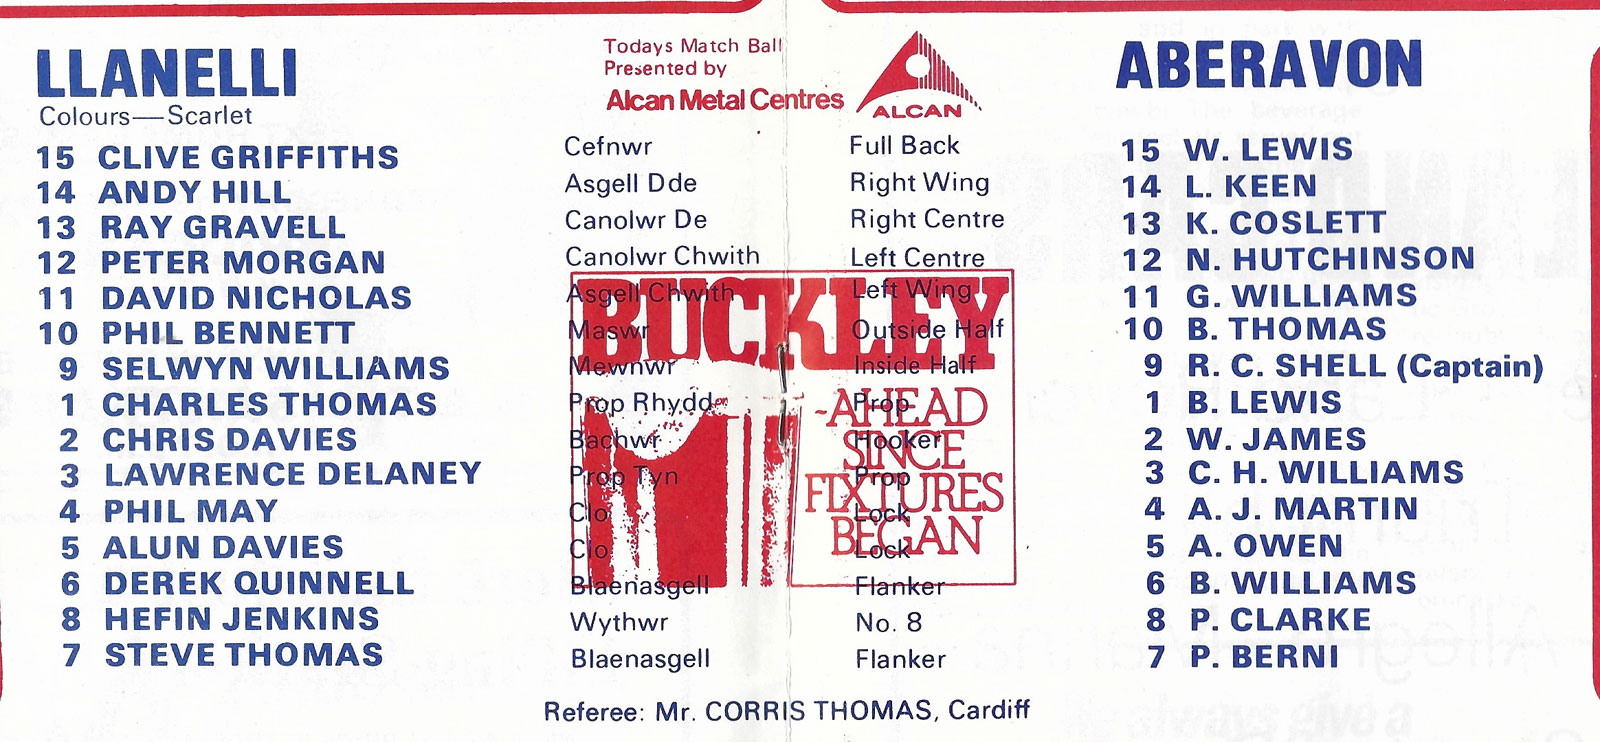 LLANELLI
Colours—Scarlet
15 CLIVE GRIFFITHS
14 ANDY HILL
13 RAY GRAVELL
12 PETER MORGAN
11 DAVID NICHOLAS
10 PHIL BENNETT
9 SELWYN WILLIAMS
1 CHARLES THOMAS
2 CHRIS DAVIES
3 LAWRENCE DELANEY
4 PHIL MAY
5 ALUN DAVIES
6 DEREK QUINNELL
8 HEFIN JENKINS
7 STEVE THOMAS
Todays Match Ball
Presented by
Alcan Metal Centres
ALCAN
Cefnwr
Asgell Dde
Canolwr De
Canolwr Chwith
Asgell Chwith
Maswr
Mewnwr
Prop Rhydd
Bachwr
Prop Tyn
Clo
Clo
Blaenasgell
Wythwr
Blaenasgell
Full Back
Right Wing
Right Centre
Left Centre
Left Wing
Outside Half
Inside Half
Prop
Hooker
Prop
Lock
Lock
Flanker
No. 8
Flanker
BUCKLEY
~AHEAD
SINCE
FIXTURES
BEGAN
ABERAVON
15 W. LEWIS
14 L. KEEN
13 K. COSLETT
12 N. HUTCHINSON
11 G. WILLIAMS
10 B. THOMAS
9 R. C. SHELL (Captain)
1 B. LEWIS
2 W. JAMES
3 C. H. WILLIAMS
4 A. J. MARTIN
5 A. OWEN
6 B. WILLIAMS
8 P. CLARKE
7 P. BERNI
Referee: Mr. CORRIS THOMAS, Cardiff